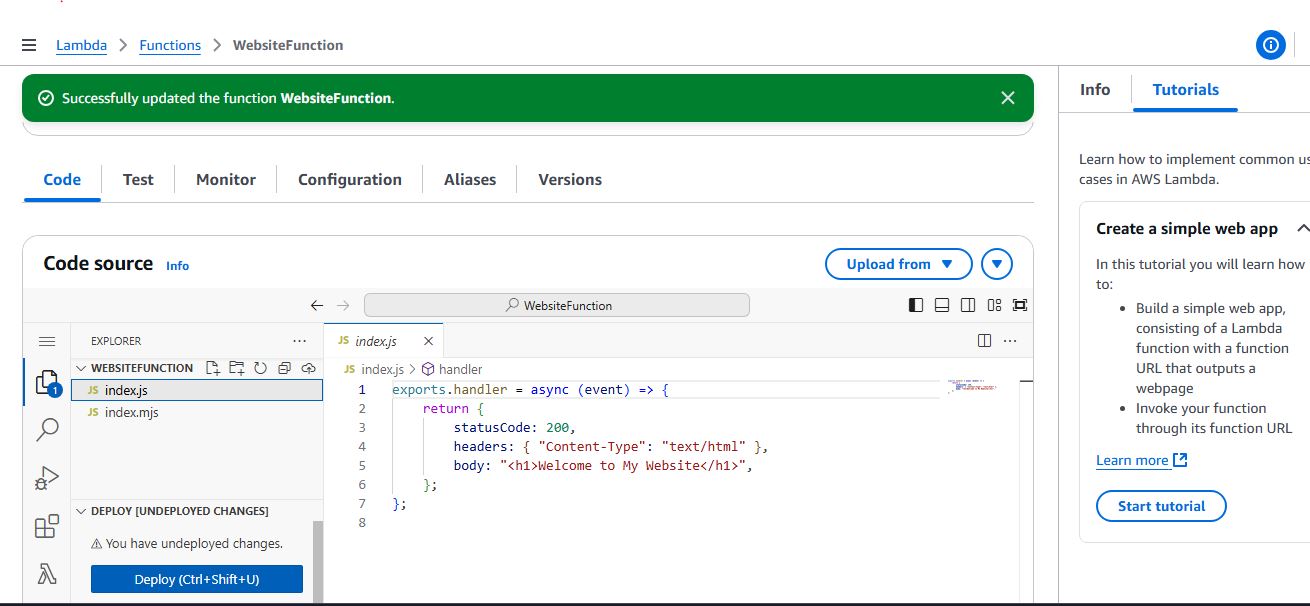 Lambda > Functions > WebsiteFunction
Successfully updated the function WebsiteFunction.
Info
Tutorials
Code
Test
Monitor
Configuration
Aliases
Versions
Learn how to implement common us
cases in AWS Lambda.
Code source Info
Upload from
WebsiteFunction
EXPLORER
WEBSITEFUNCTION
JS index.js
JS index.mjs
DEPLOY [UNDEPLOYED CHANGES]
You have undeployed changes.
Deploy (Ctrl+Shift+U)
1
JS index.js
JS index.js > handler
1 exports.handler = async (event) => {
2 return {
3 statusCode: 200,
4 headers: { "Content-Type": "text/html" },
5 body: "<h1>Welcome to My Website</h1>",
6 };
7 };
8
Create a simple web app
In this tutorial you will learn how
to:
• Build a simple web app,
consisting of a Lambda
function with a function
URL that outputs a
webpage
• Invoke your function
through its function URL
Learn more
Start tutorial